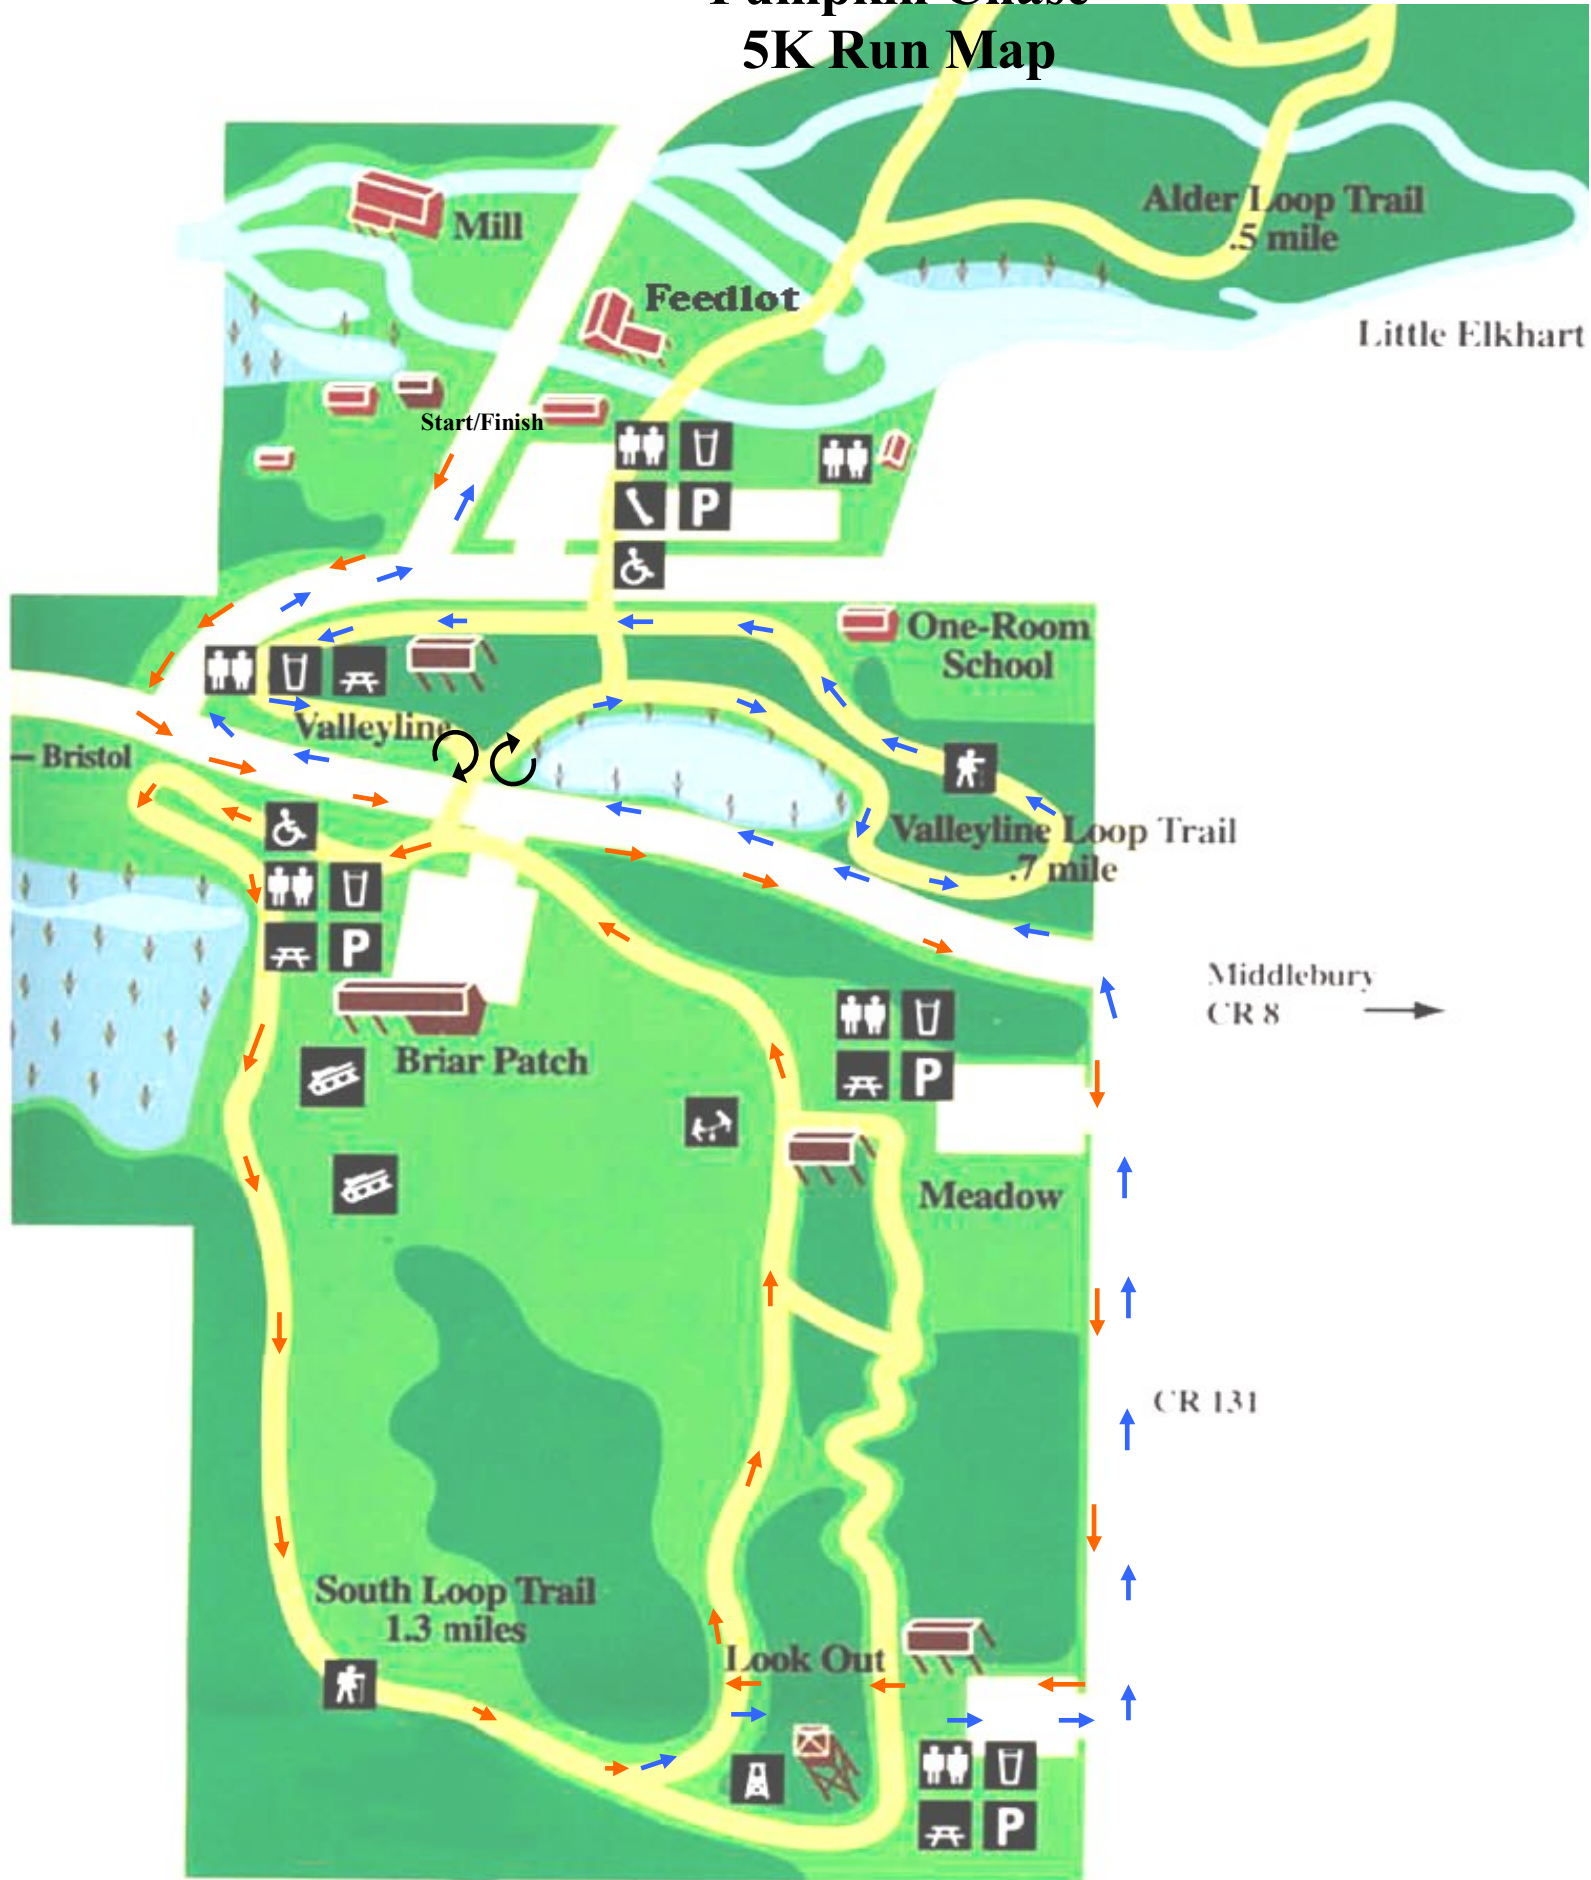 Pumpkin Chase
5K Run Map
Mill
Alder Loop Trail
.5 mile
Feedlot
Little Elkhart
Start/Finish
P
One-Room
School
Valleyline
Bristol
Valleyline Loop Trail
.7 mile
P
Middlebury
CR 8
Briar Patch
P
Meadow
CR 131
South Loop Trail
1.3 miles
Look Out
P